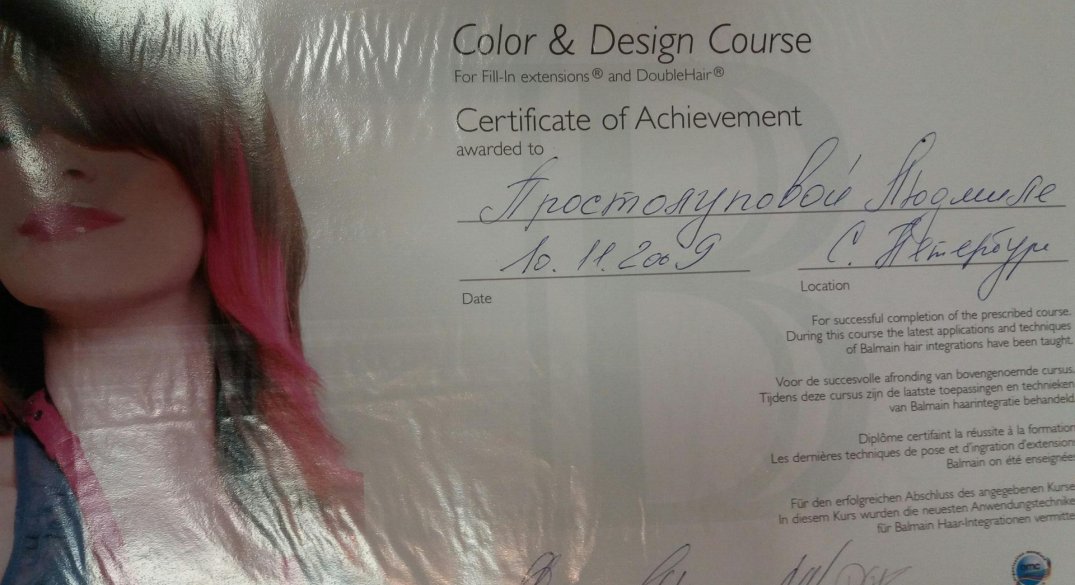 Color & Design Course
For Fill-In extensions® and DoubleHair®
Certificate of Achievement
awarded to
Простолуповой Людмиле
10.11.2009
С. Петербург
Date
Location
For successful completion of the prescribed course.
During this course the latest applications and techniques
of Balmain hair integrations have been taught.
Voor de succesvolle afronding van bovengenoemde cursus.
Tijdens deze cursus zijn de laatste toepassingen en technieken
van Balmain haarintegratie behandeld
Diplôme certifiant la réussite à la formation
Les dernières techniques de pose et d'ingration d'extension
Balmain on été enseignée
Für den erfolgreichen Abschluss des angegebenen Kurse
In diesem Kurs wurden die neuesten Anwendungstechnike
für Balmain Haar-Integrationen vermitte